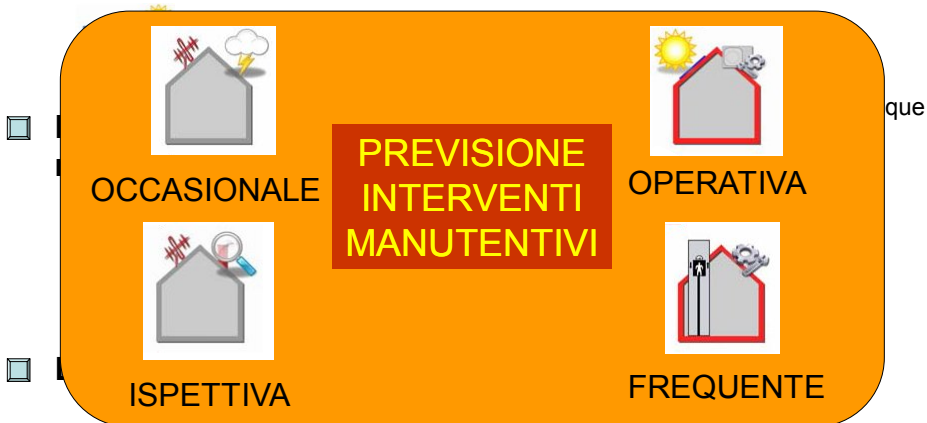 que
OCCASIONALE
PREVISIONE
INTERVENTI
MANUTENTIVI
OPERATIVA
ISPETTIVA
FREQUENTE